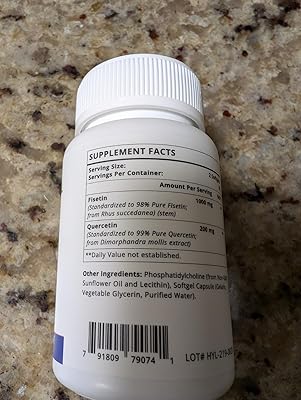 SUPPLEMENT FACTS
Serving Size:
Servings Per Container:
Amount Per Serving
Fisetin 1000 mg
(Standardized to 98% Pure Fisetin;
from Rhus succedanea) (stem)
Quercetin 200 mg
(Standardized to 99% Pure Quercetin;
from Dimorphandra mollis extract)
**Daily Value not established.
Other Ingredients: Phosphatidylcholine (from
Sunflower Oil and Lecithin), Softgel Capsule
Vegetable Glycerin, Purified Water).
7 91809 79074 1
LOT# HYL-219